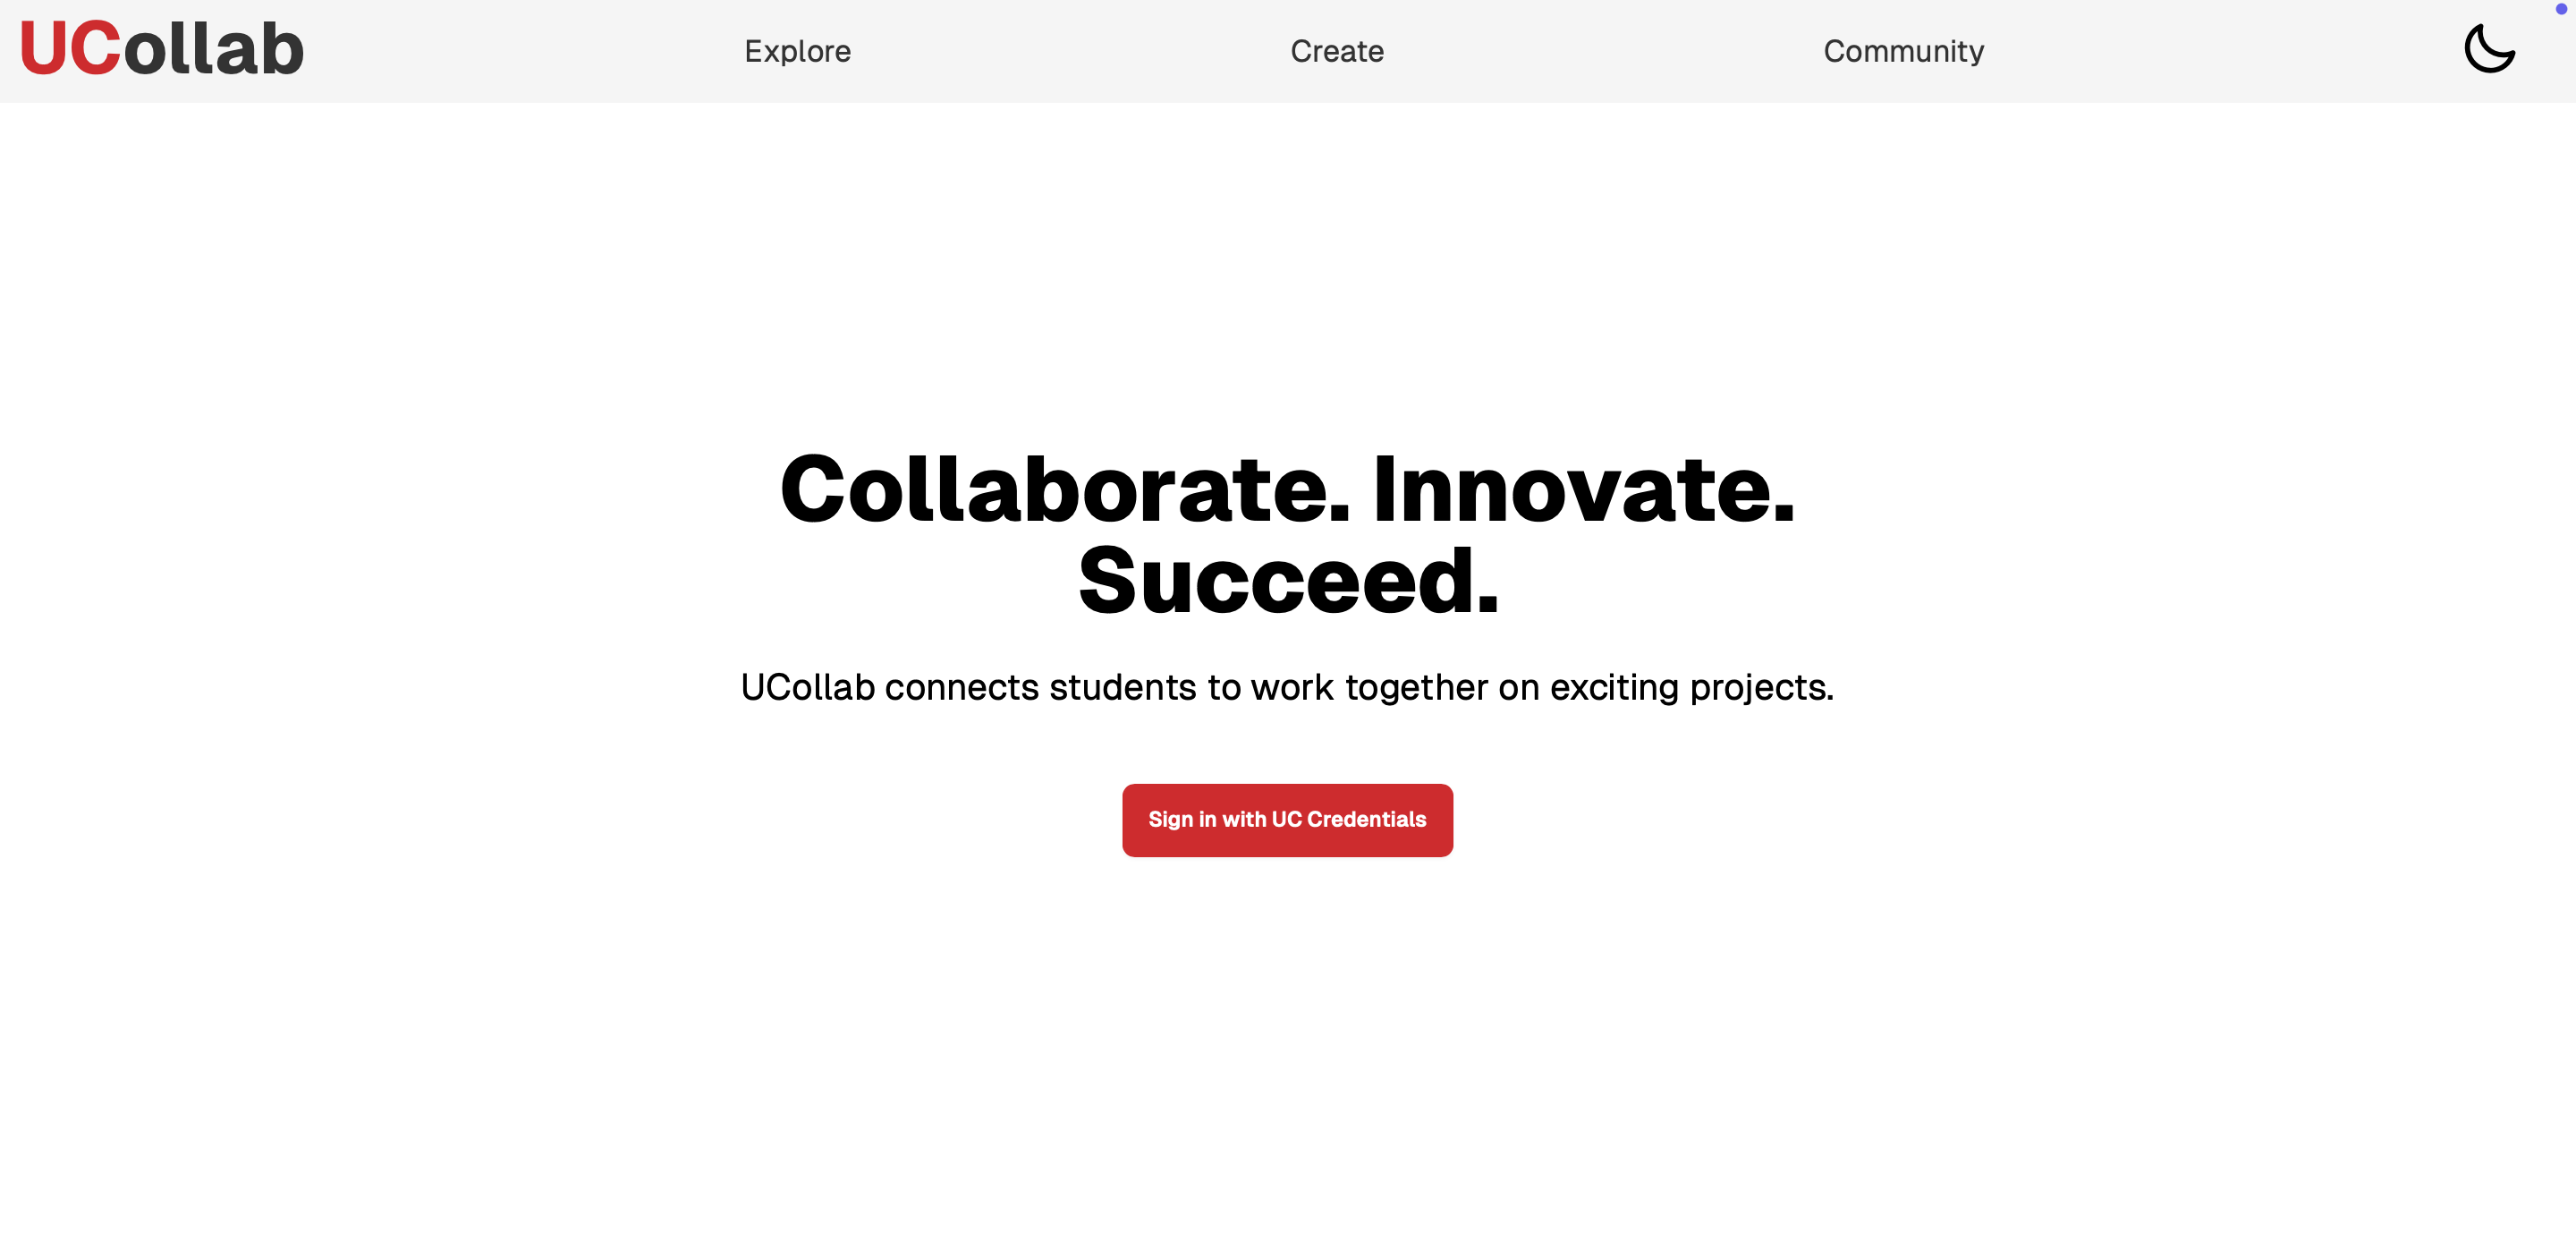 UCollab
Explore
Create
Community
Collaborate. Innovate.
Succeed.
UCollab connects students to work together on exciting projects.
Sign in with UC Credentials